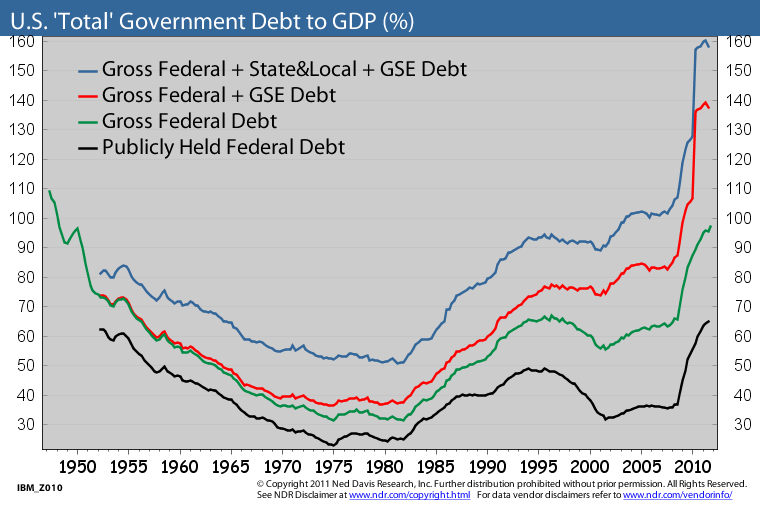 U.S. 'Total' Government Debt to GDP (%)
160 160
150 Gross Federal + State&Local + GSE Debt 150
140 Gross Federal + GSE Debt 140
130 Gross Federal Debt 130
120 Publicly Held Federal Debt 120
110 110
100 100
90 90
80 80
70 70
60 60
50 50
40 40
30 30
1950 1955 1960 1965 1970 1975 1980 1985 1990 1995 2000 2005 2010
IBM_Z010
© Copyright 2011 Ned Davis Research, Inc. Further distribution prohibited without prior permission. All Rights Reserved.
See NDR Disclaimer at www.ndr.com/copyright.html For data vendor disclaimers refer to www.ndr.com/vendorinfo/